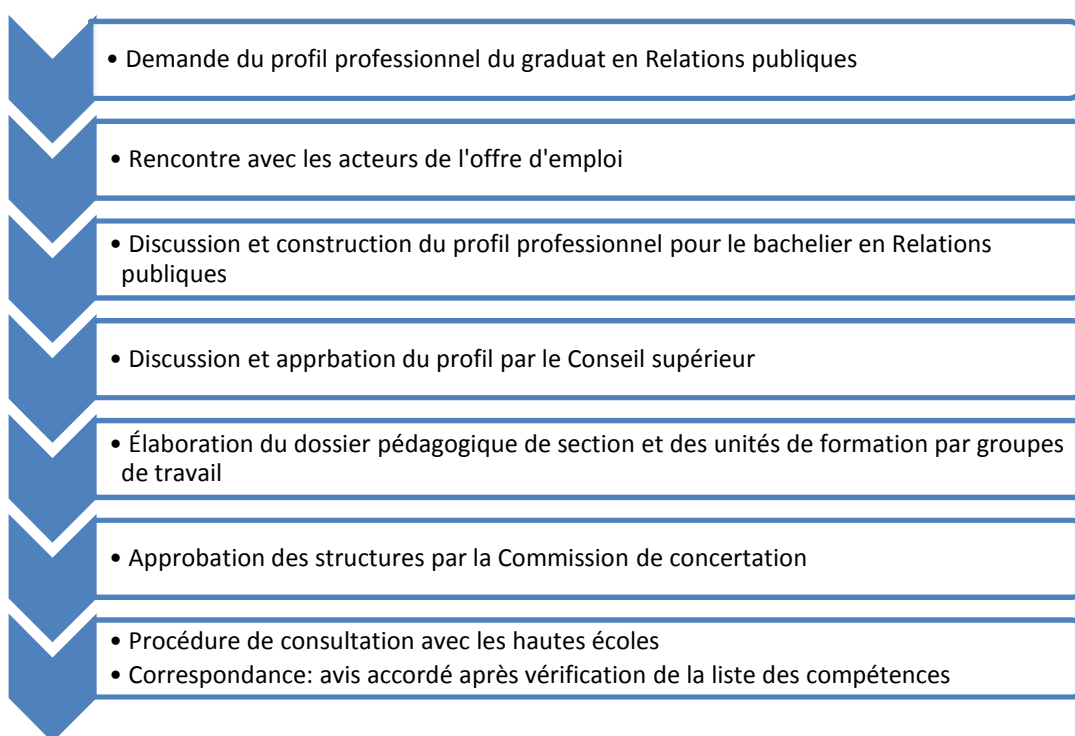 • Demande du profil professionnel du graduat en Relations publiques
• Rencontre avec les acteurs de l'offre d'emploi
• Discussion et construction du profil professionnel pour le bachelier en Relations
publiques
• Discussion et apprbation du profil par le Conseil supérieur
• Élaboration du dossier pédagogique de section et des unités de formation par groupes
de travail
• Approbation des structures par la Commission de concertation
• Procédure de consultation avec les hautes écoles
• Correspondance: avis accordé après vérification de la liste des compétences